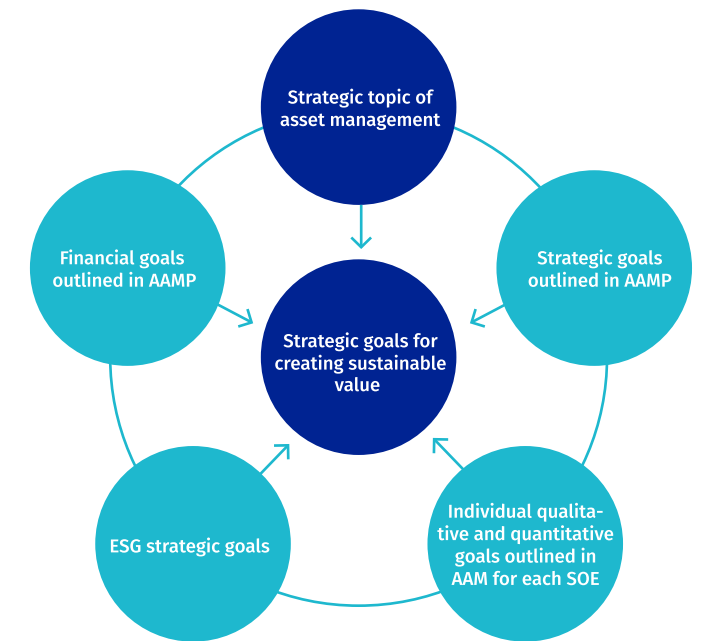 Strategic topic of
asset management
Financial goals
outlined in AAMP
Strategic goals
outlined in AAMP
Strategic goals for
creating sustainable
value
ESG strategic goals
Individual qualita-
tive and quantitative
goals outlined in
AAM for each SOE